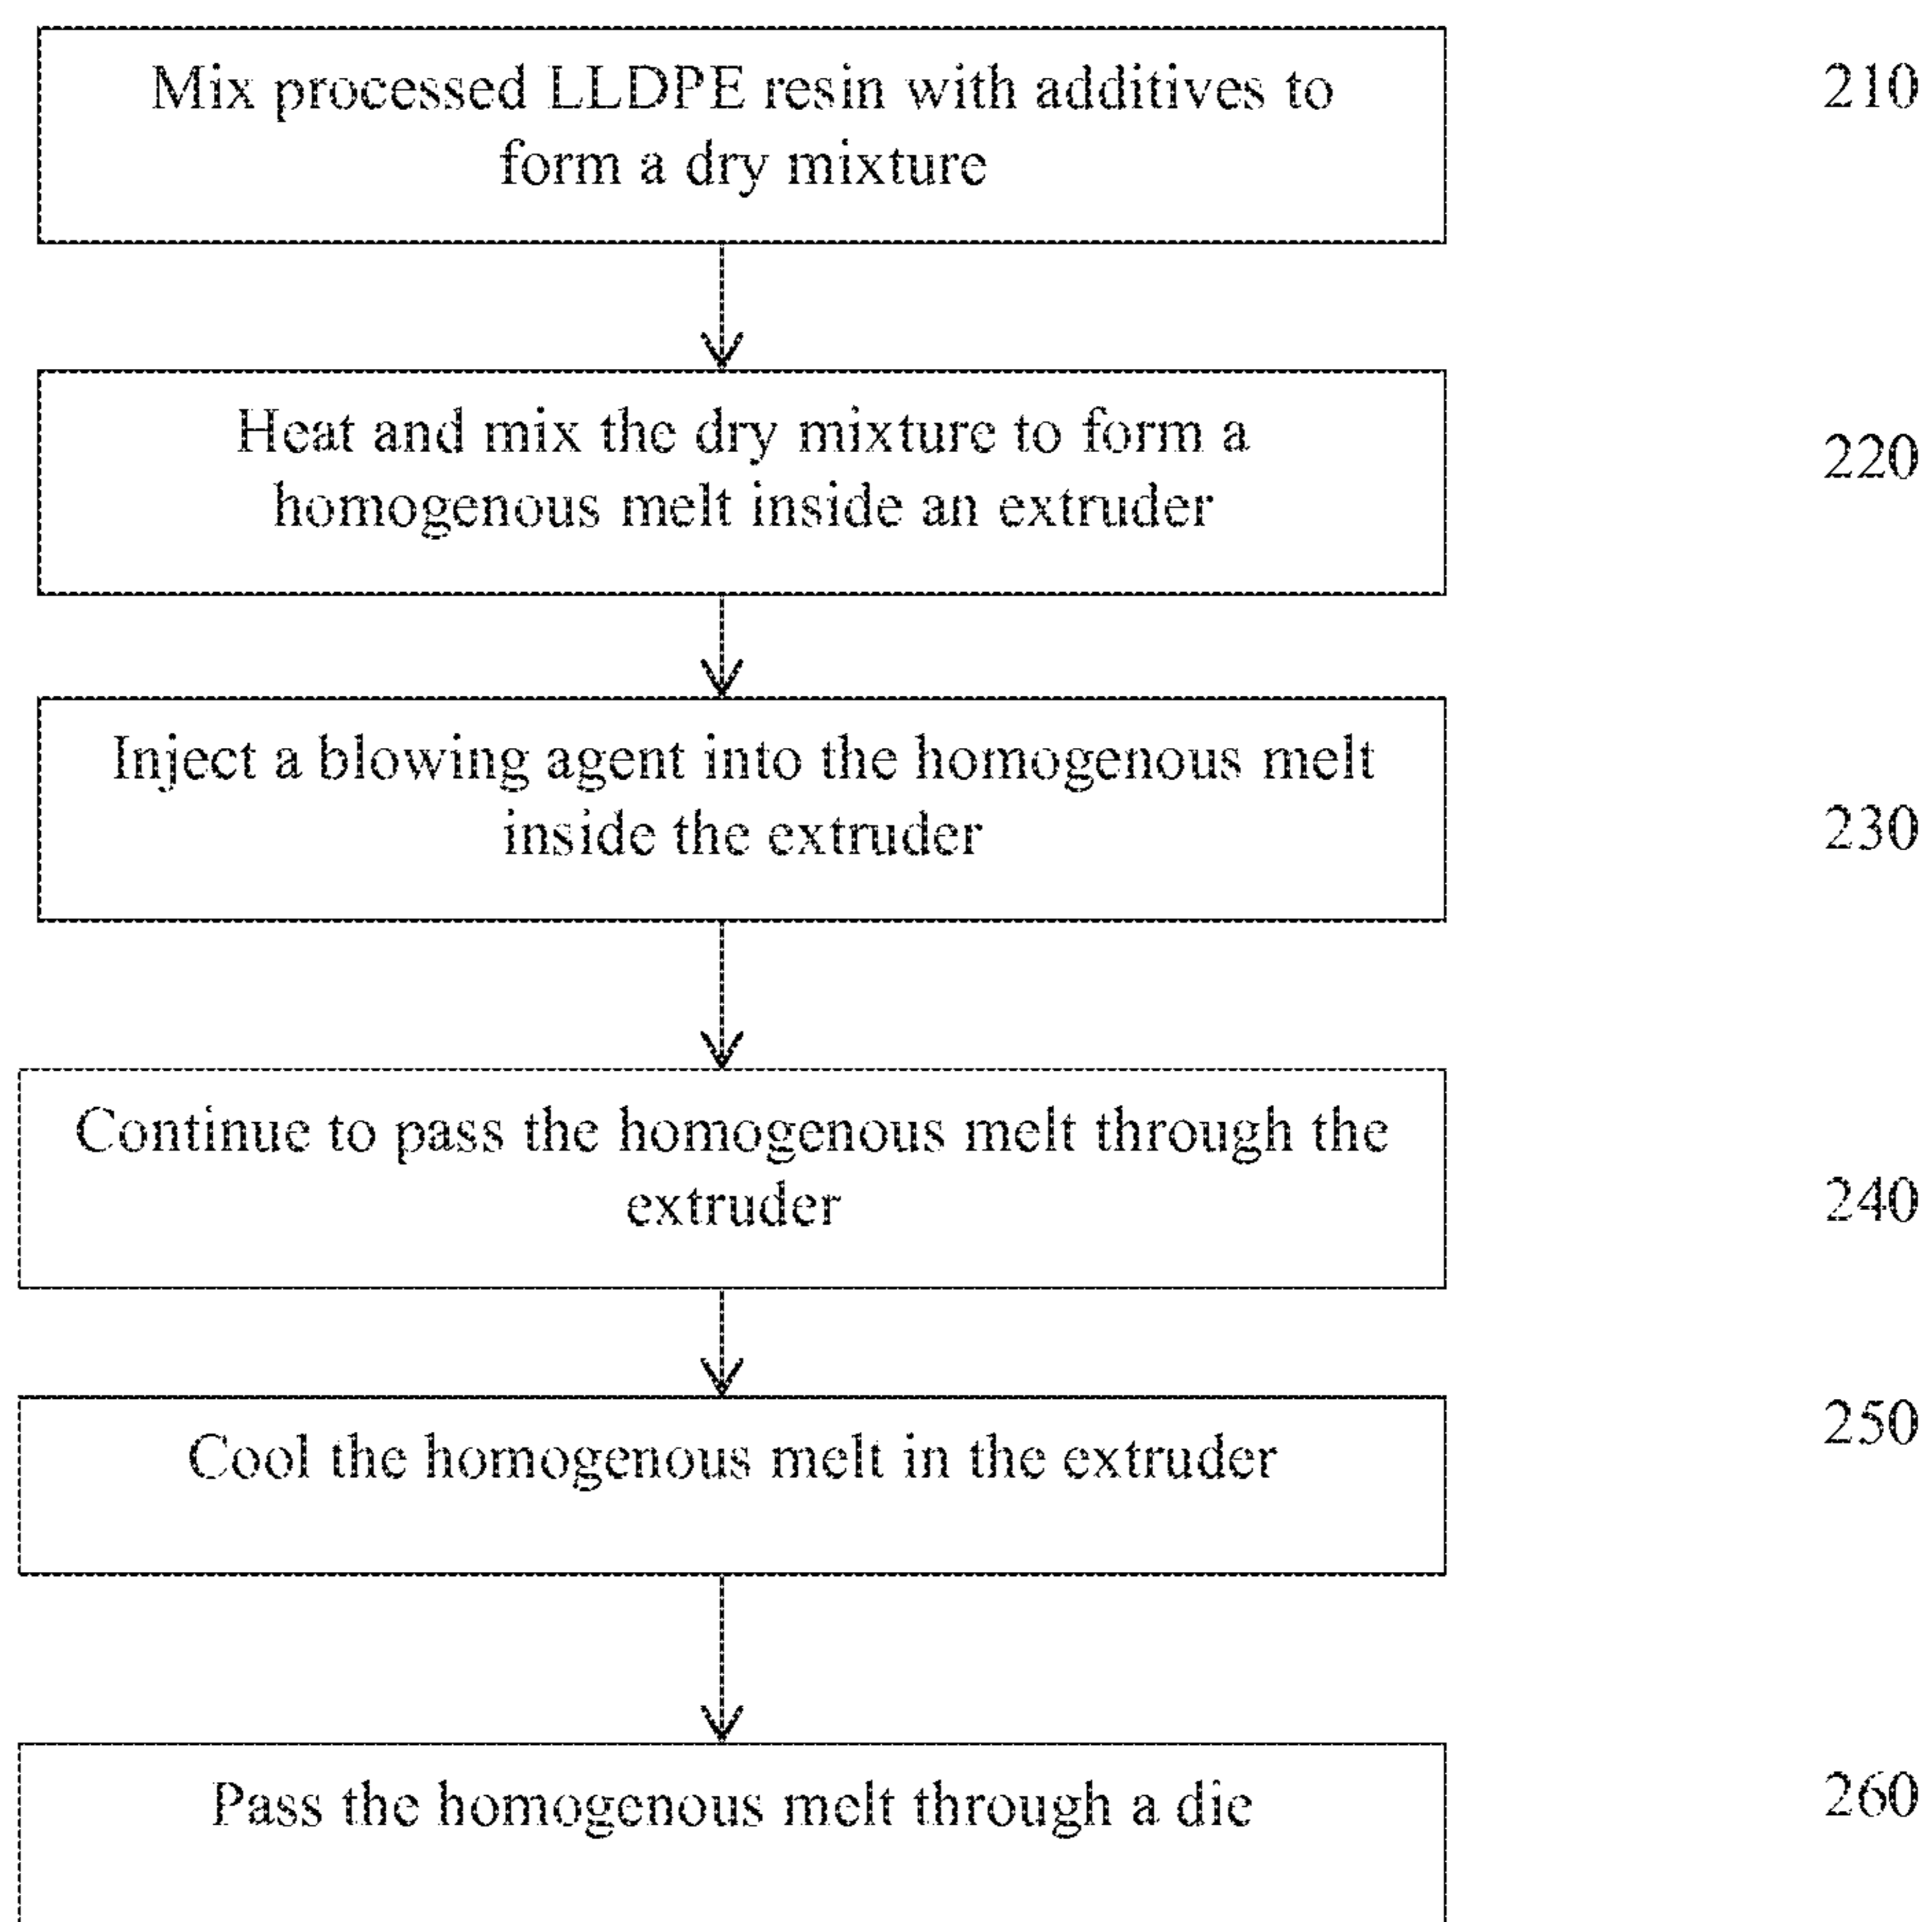 Mix processed LLDPE resin with additives to
form a dry mixture
210
Heat and mix the dry mixture to form a
homogenous melt inside an extruder
220
Inject a blowing agent into the homogenous melt
inside the extruder
230
Continue to pass the homogenous melt through the
extruder
240
Cool the homogenous melt in the extruder
250
Pass the homogenous melt through a die
260